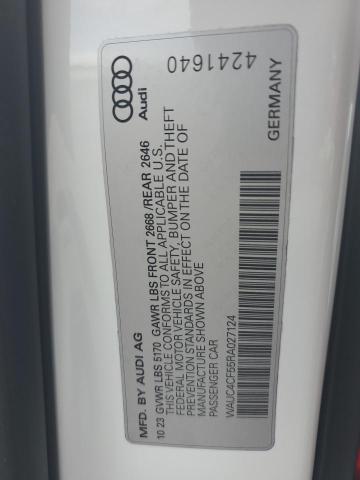 MFD. BY AUDI AG
10 23 GVWR LBS 5170 GAWR LBS FRONT 2668 /REAR 2646
THIS VEHICLE CONFORMS TO ALL APPLICABLE U.S.
FEDERAL MOTOR VEHICLE SAFETY, BUMPER AND THEFT
PREVENTION STANDARDS IN EFFECT ON THE DATE OF
MANUFACTURE SHOWN ABOVE
PASSENGER CAR
WAUC4CF55RA027124
Audi
4241640
GERMANY